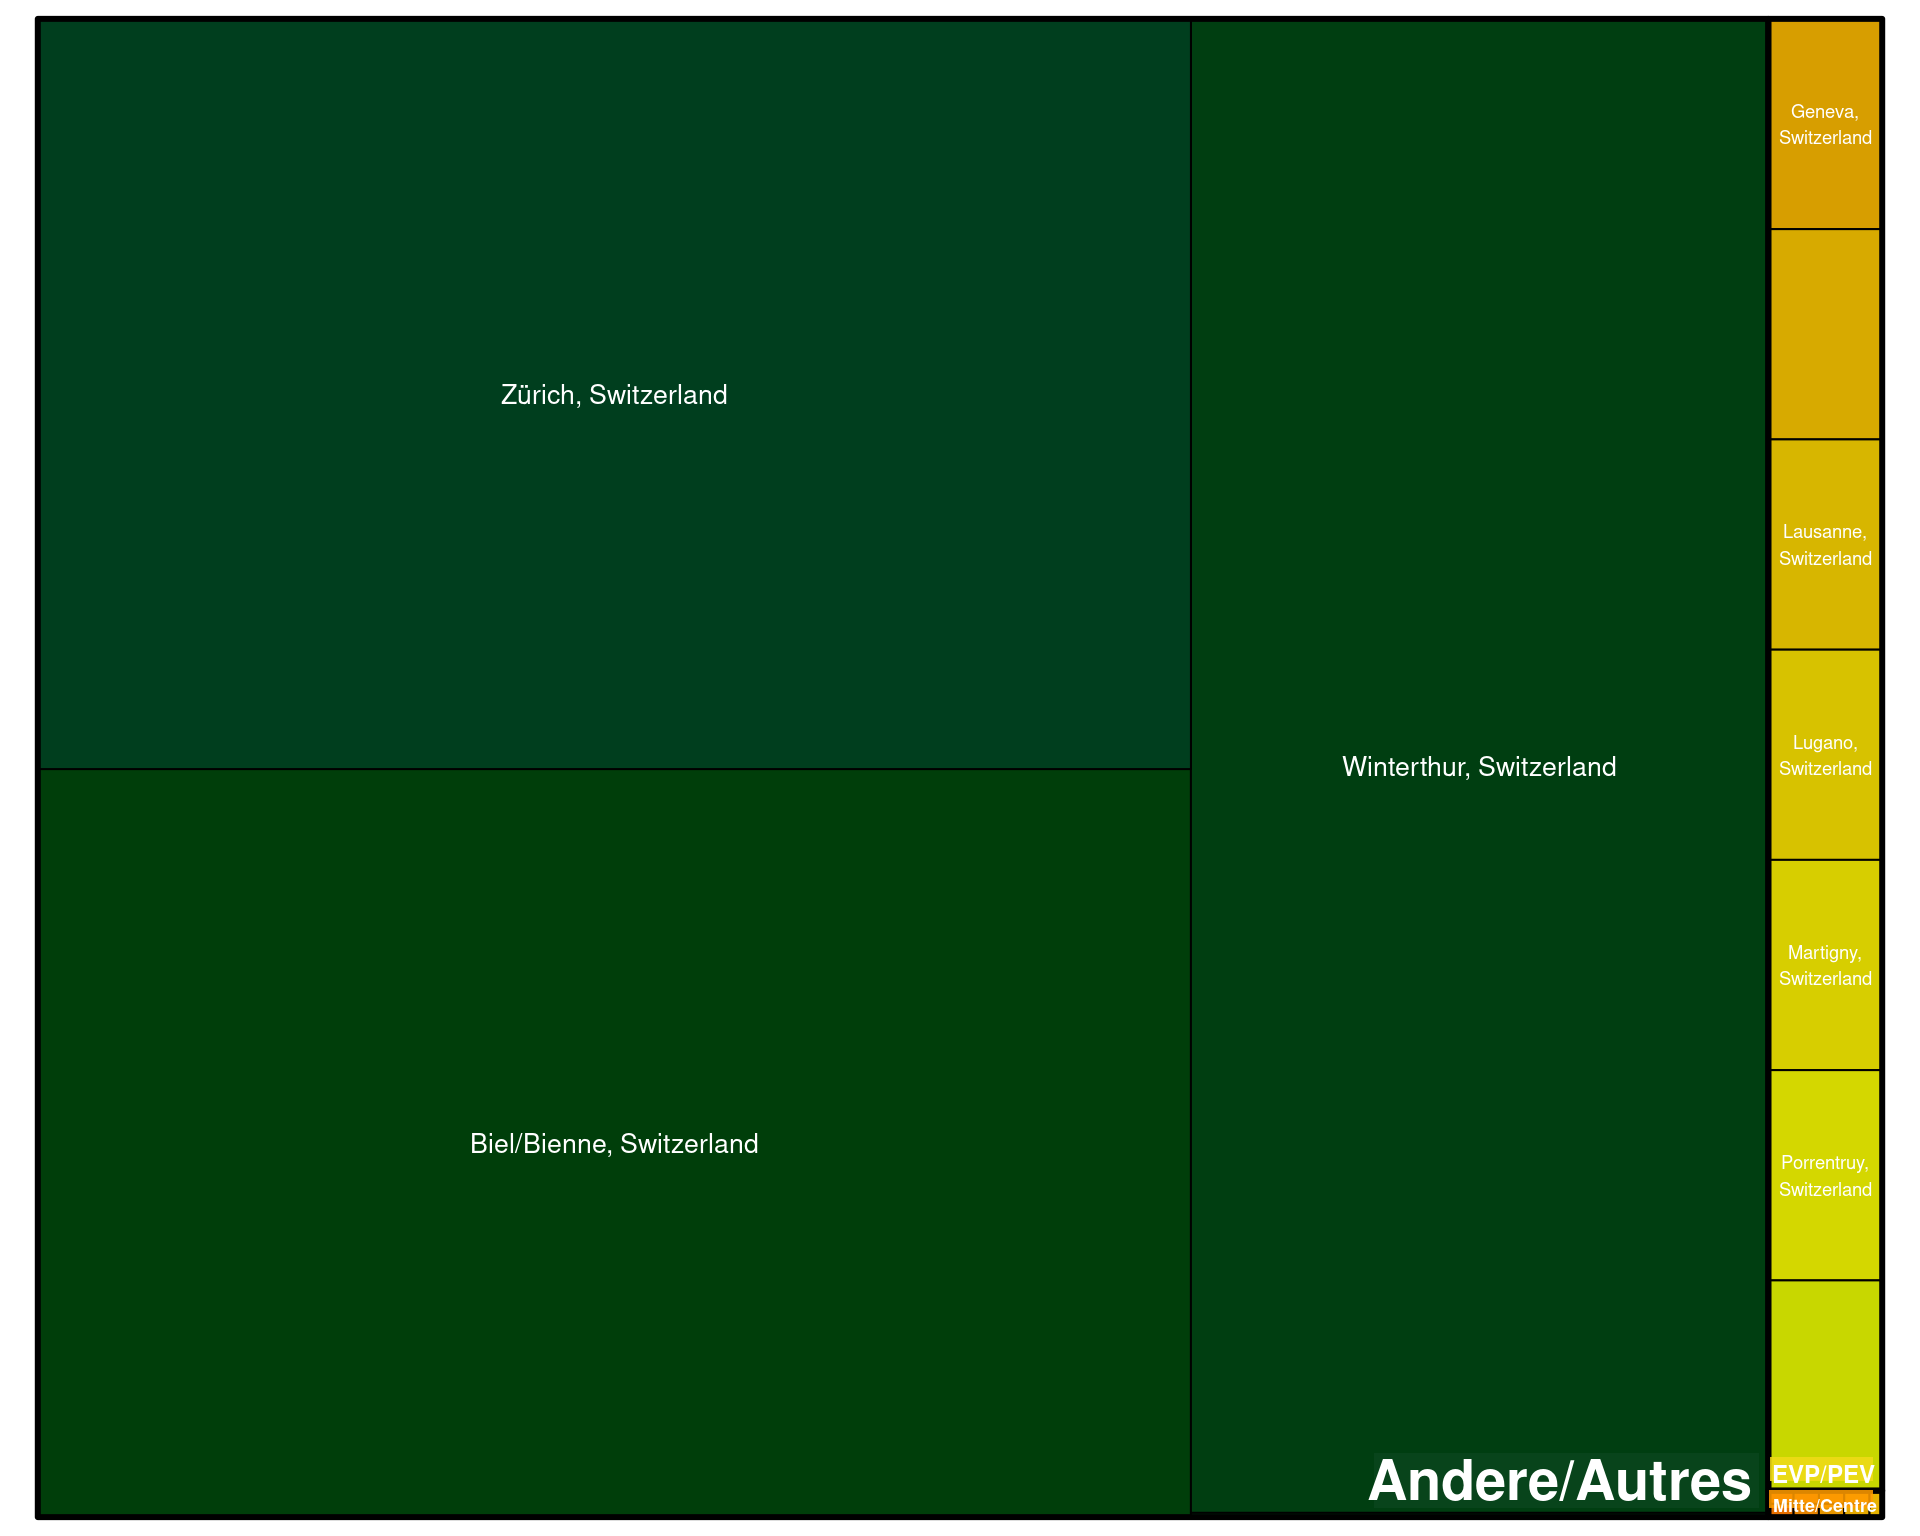 Zürich, Switzerland
Biel/Bienne, Switzerland
Winterthur, Switzerland
Andere/Autres
Geneva,
Switzerland
Lausanne,
Switzerland
Lugano,
Switzerland
Martigny,
Switzerland
Porrentruy,
Switzerland
EVP/PEV
Mitte/Centre